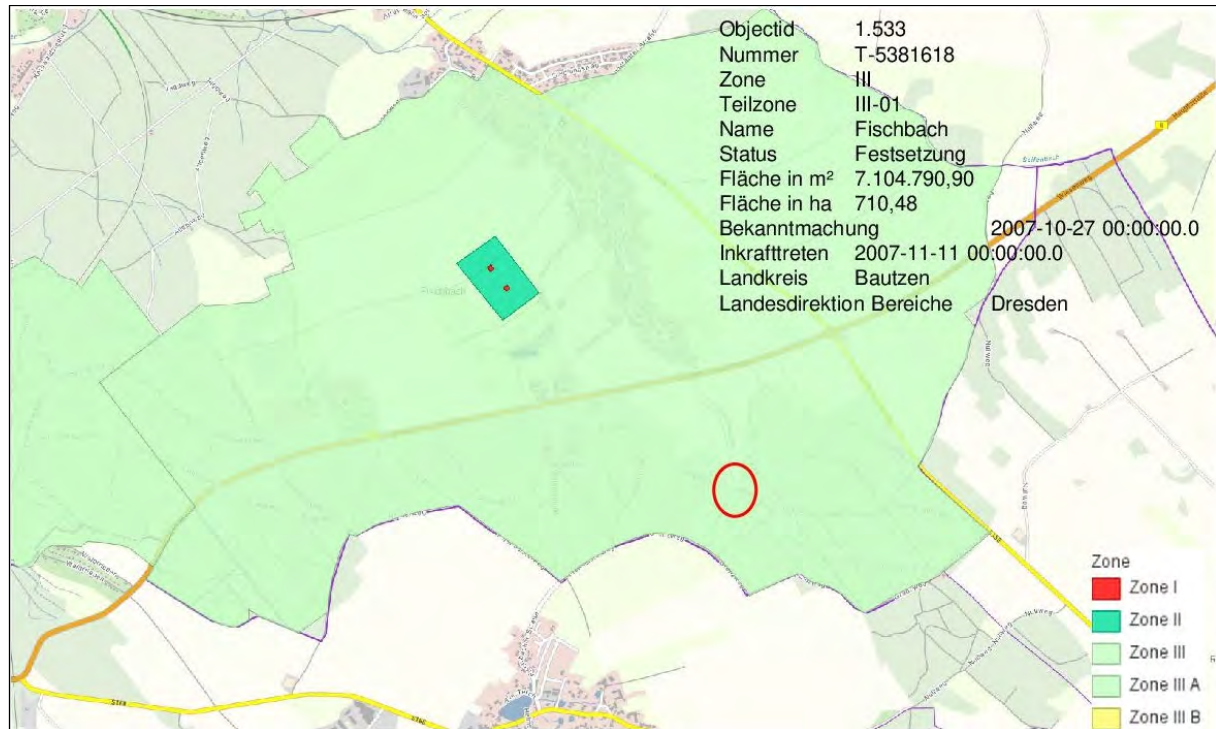 Objectid 1.533
Nummer T-5381618
Zone III
Teilzone III-01
Name Fischbach
Status Festsetzung
Fläche in m² 7.104.790,90
Fläche in ha 710,48
Bekanntmachung 2007-10-27 00:00:00.0
Inkrafttreten 2007-11-11 00:00:00.0
Landkreis Bautzen
Landesdirektion Bereiche Dresden
6
Fischbach
Zone
Zone I
Zone II
Zone III
Zone III A
Zone III B